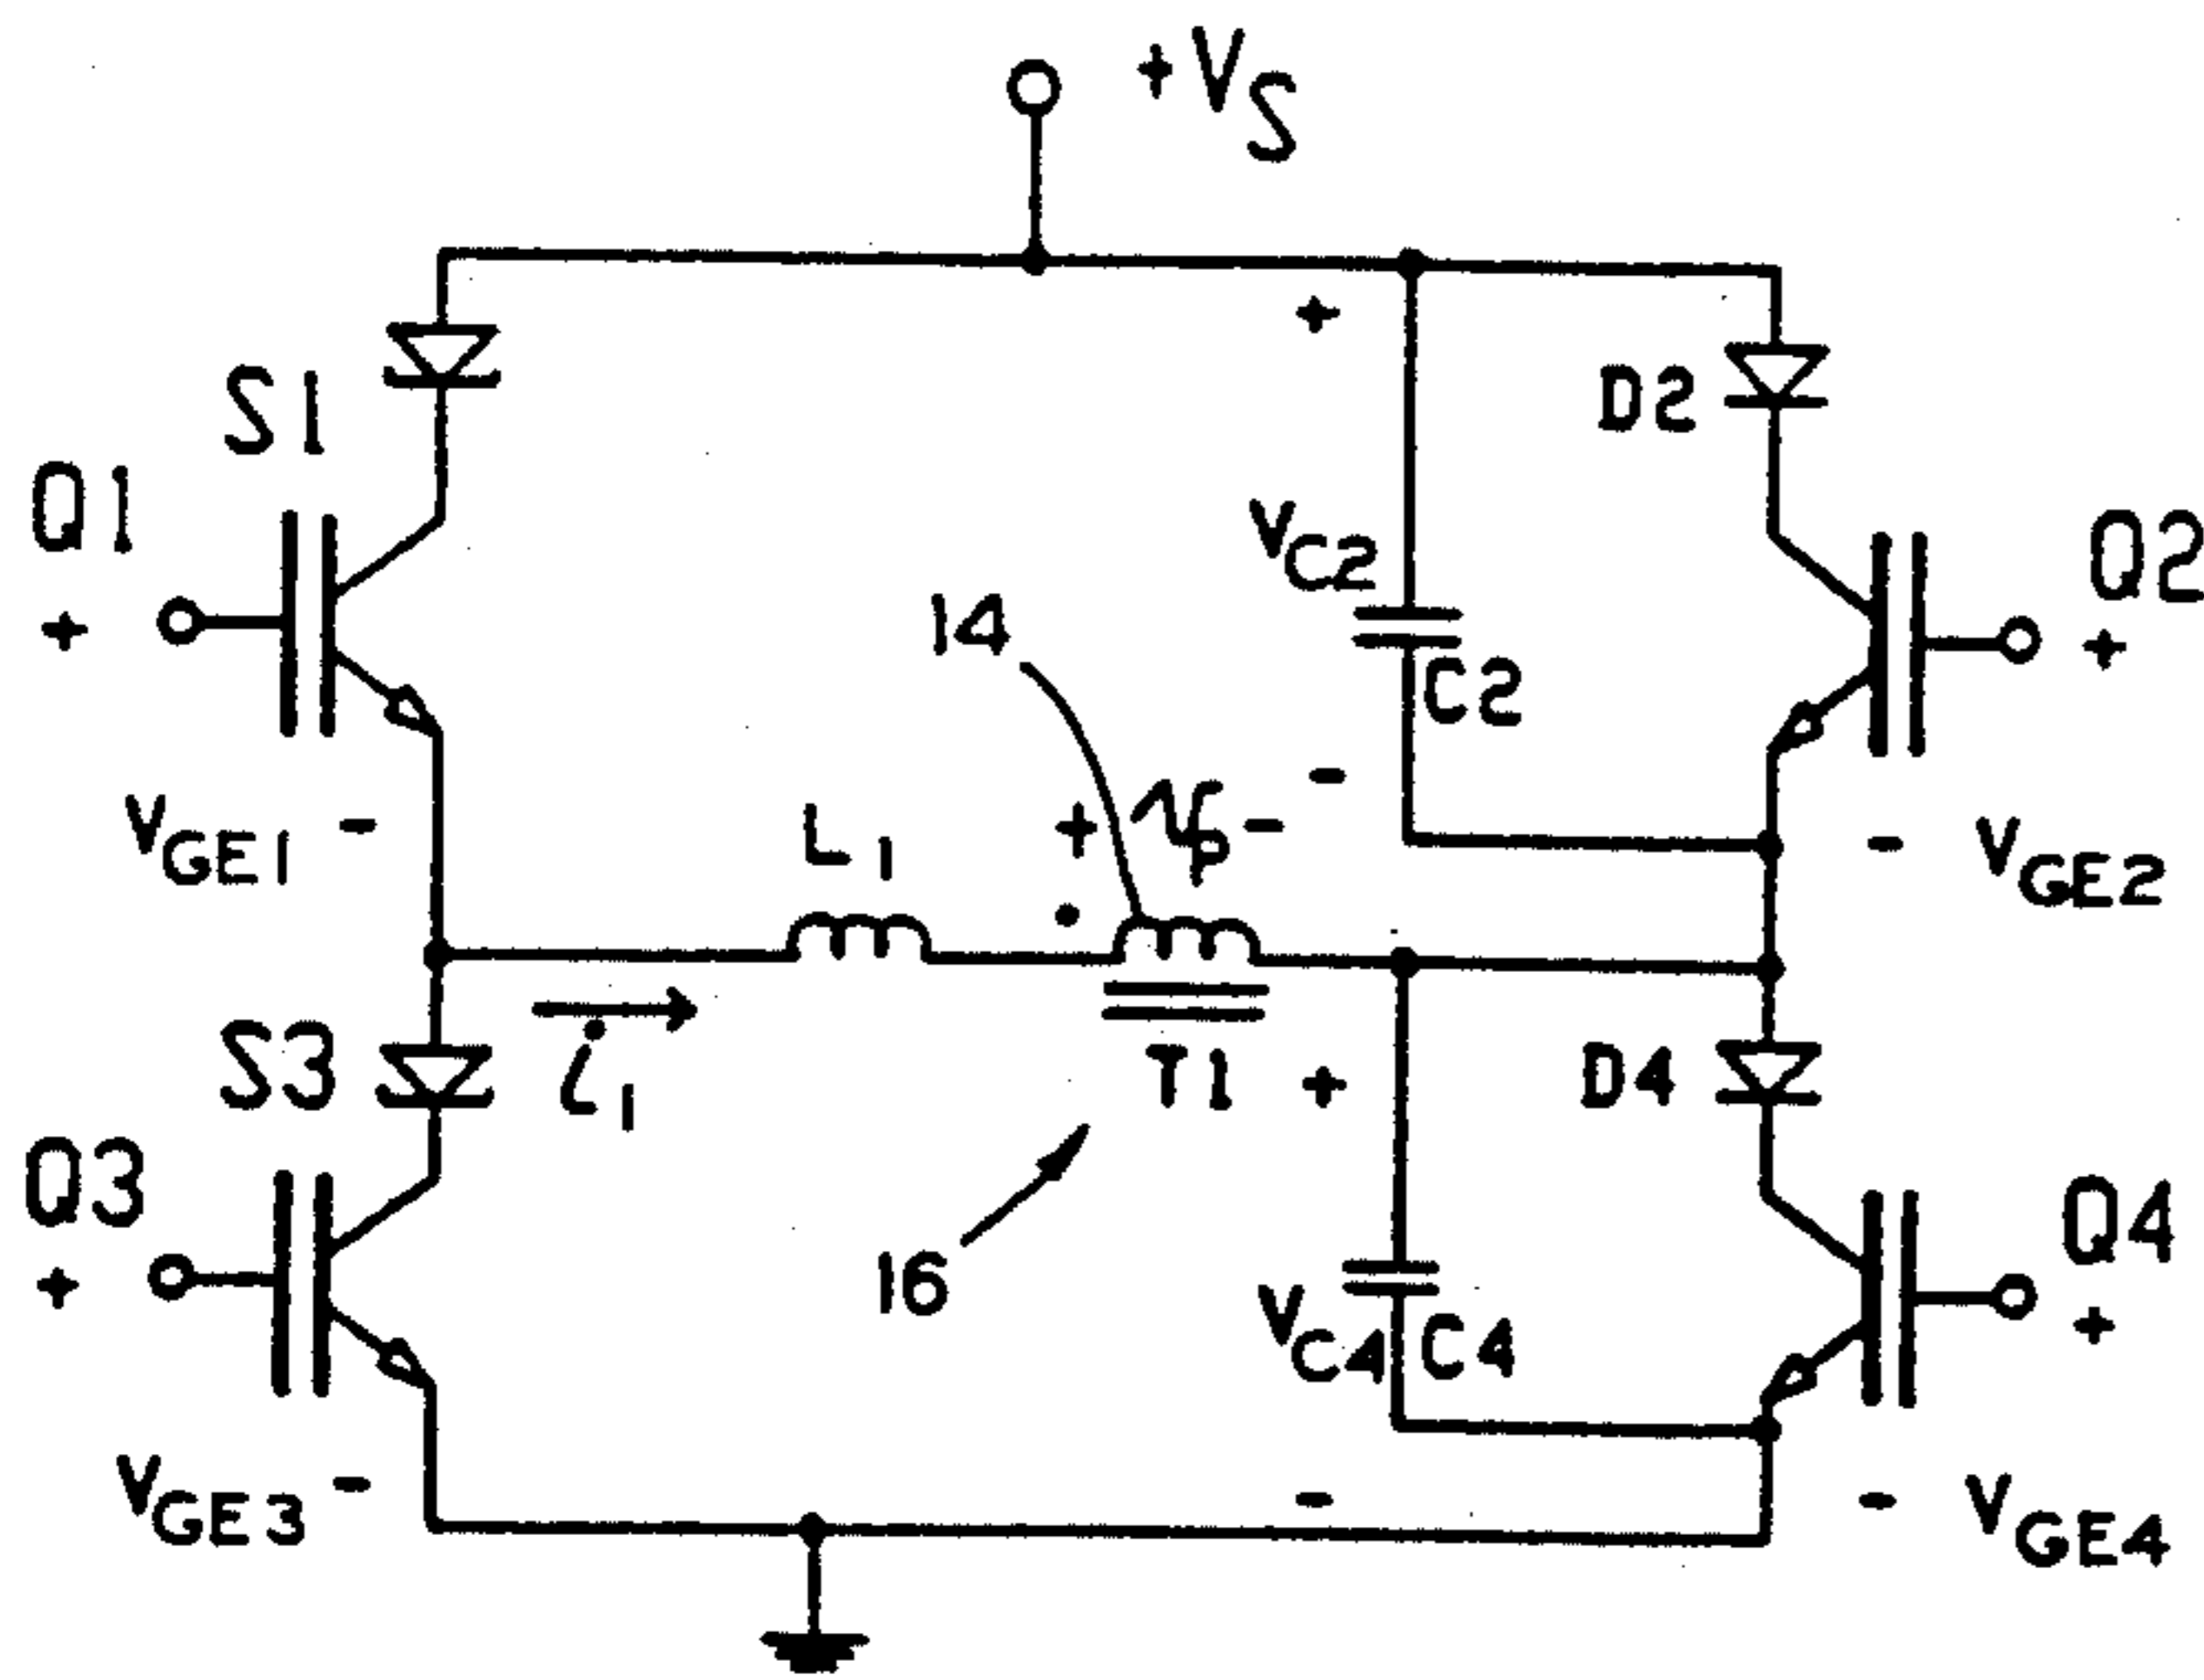 +VS
S1
D2
Q1
Q2
+
+
+
VC2
14
C2
-
VGE1
-
L1
+ vp -
-
VGE2
S3
i1
T1
+
D4
Q3
Q4
+
16
+
VC4
C4
VGE3
-
-
-
VGE4